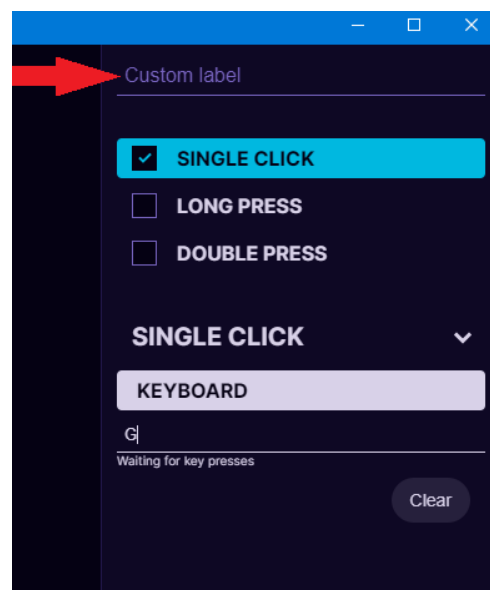 Custom label
SINGLE CLICK
LONG PRESS
DOUBLE PRESS
SINGLE CLICK
KEYBOARD
G
Waiting for key presses
Clear